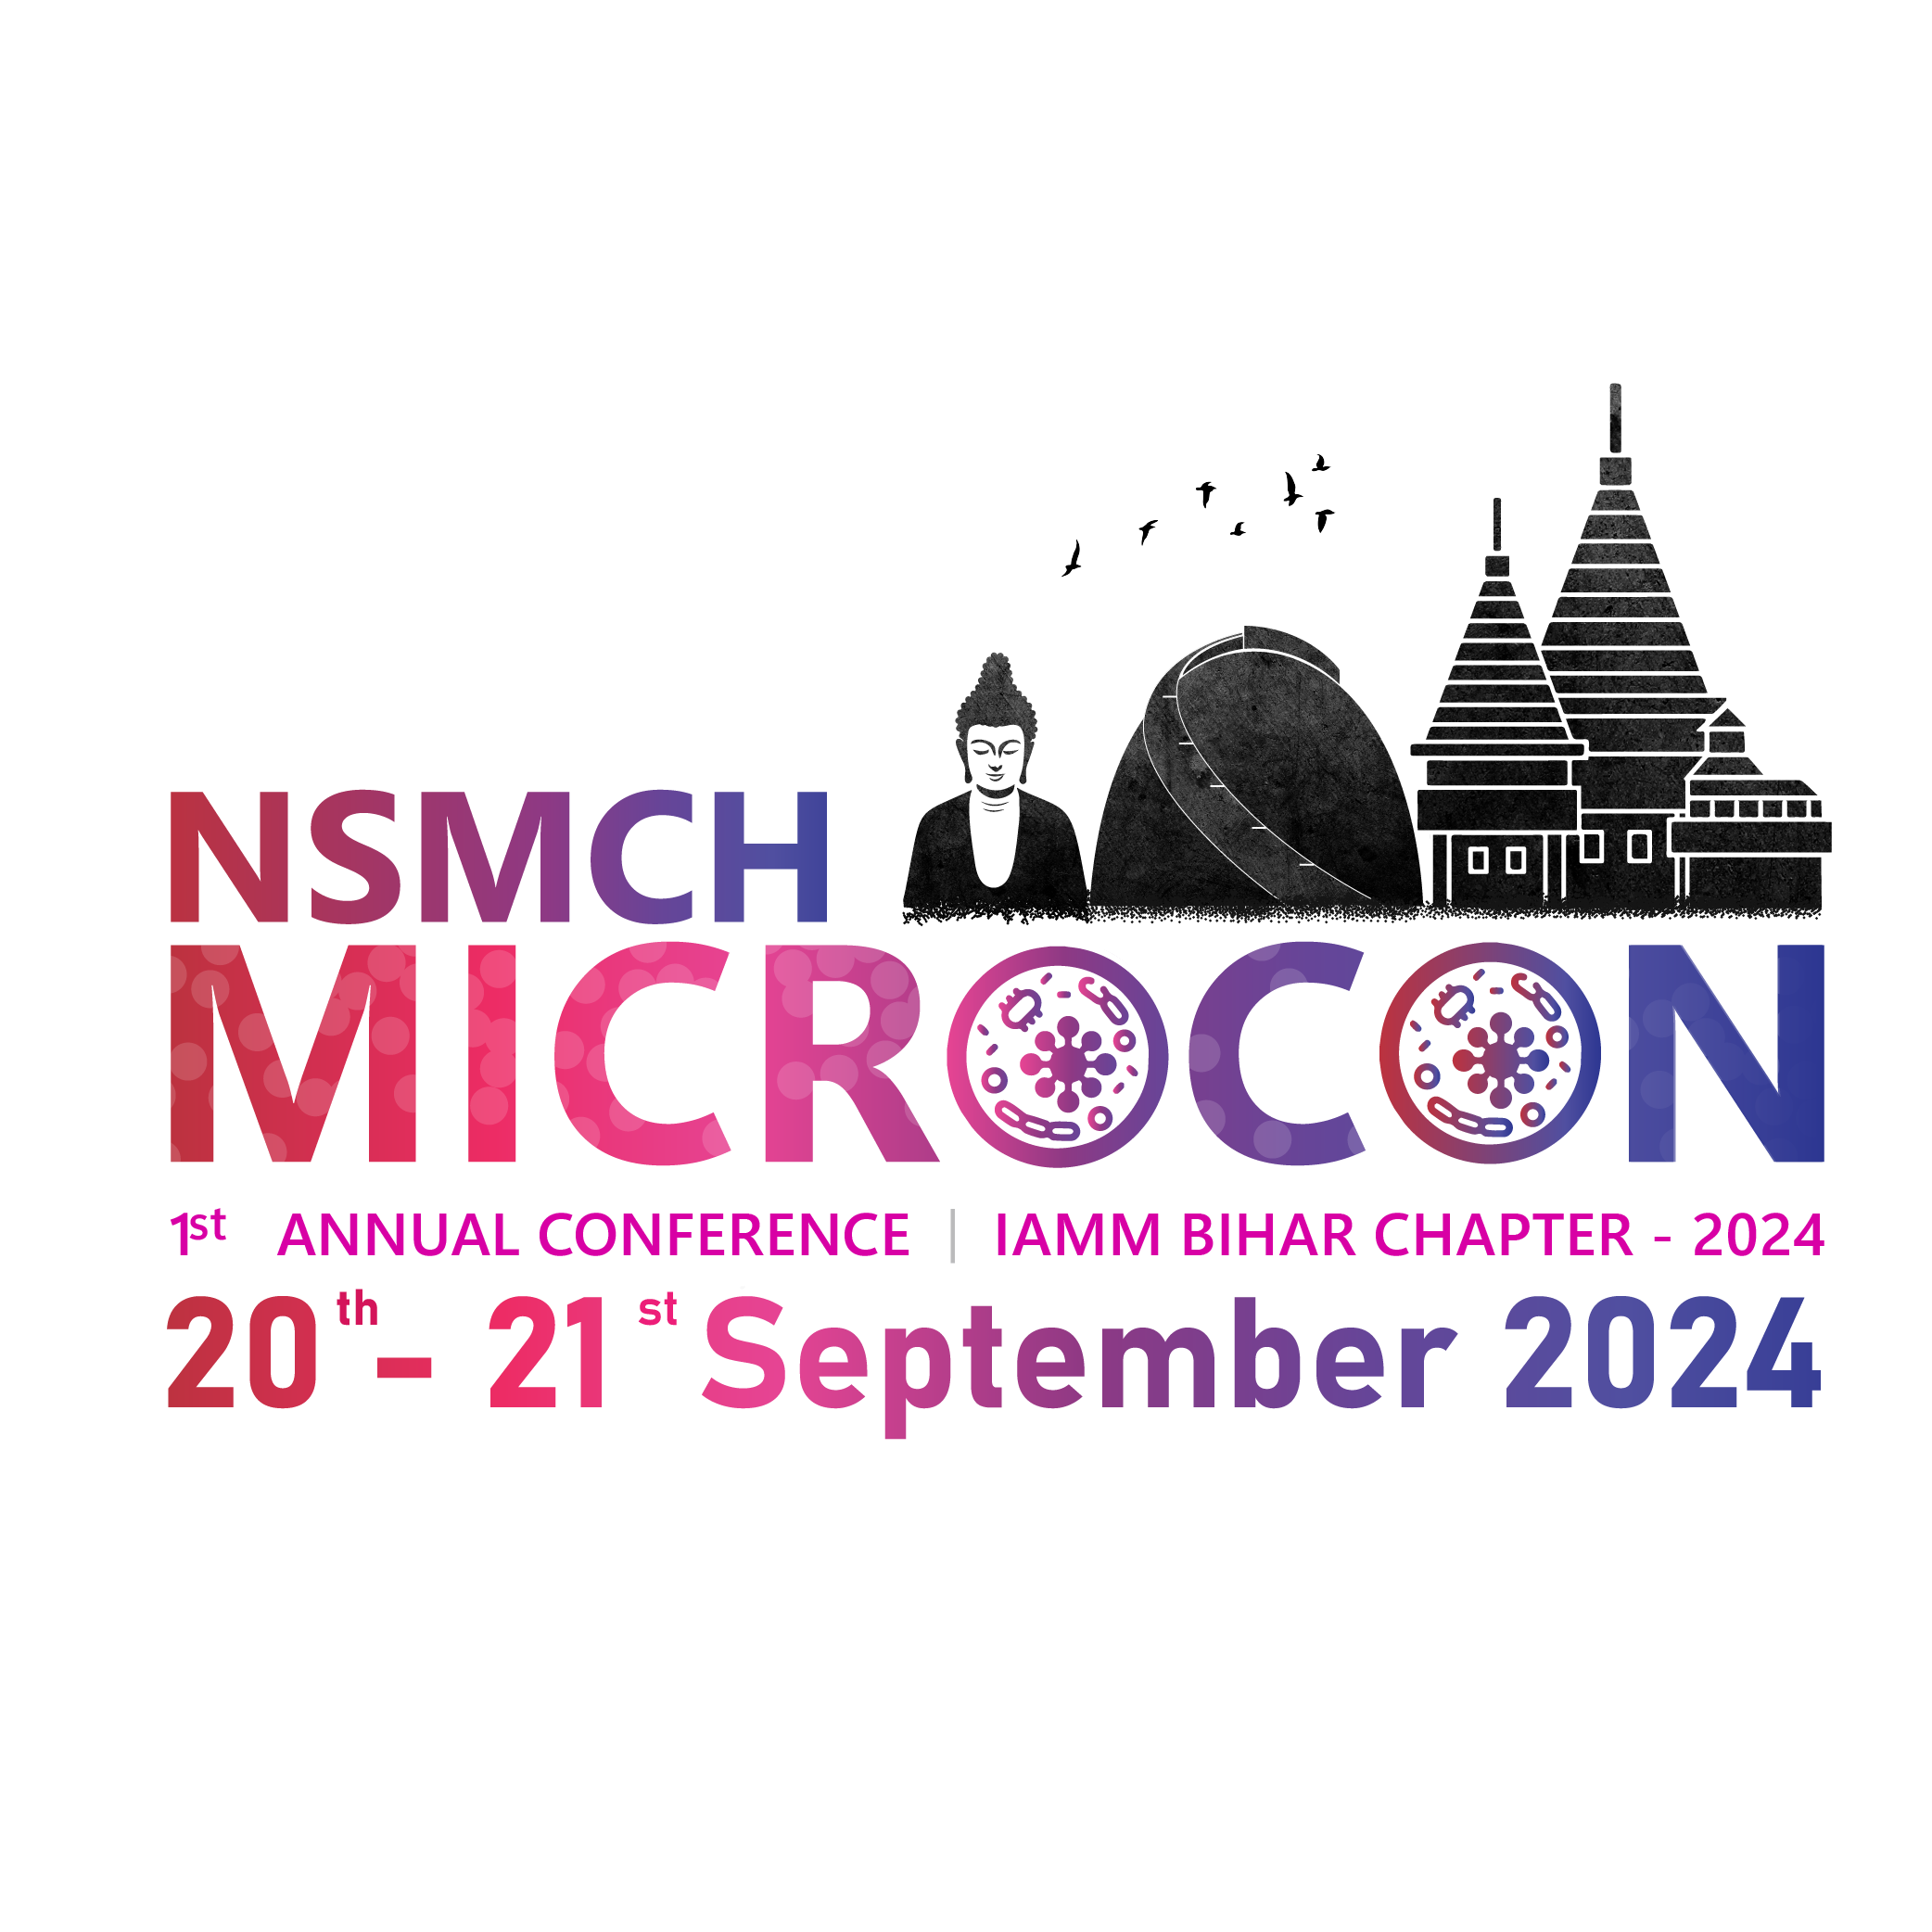 NSMCH
MICROCON
1st ANNUAL CONFERENCE | IAMM BIHAR CHAPTER - 2024
20th - 21st September 2024